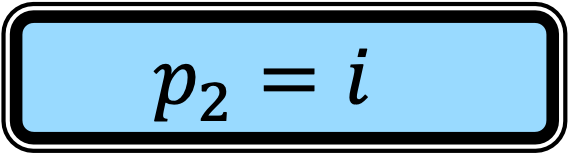 p₂ = i